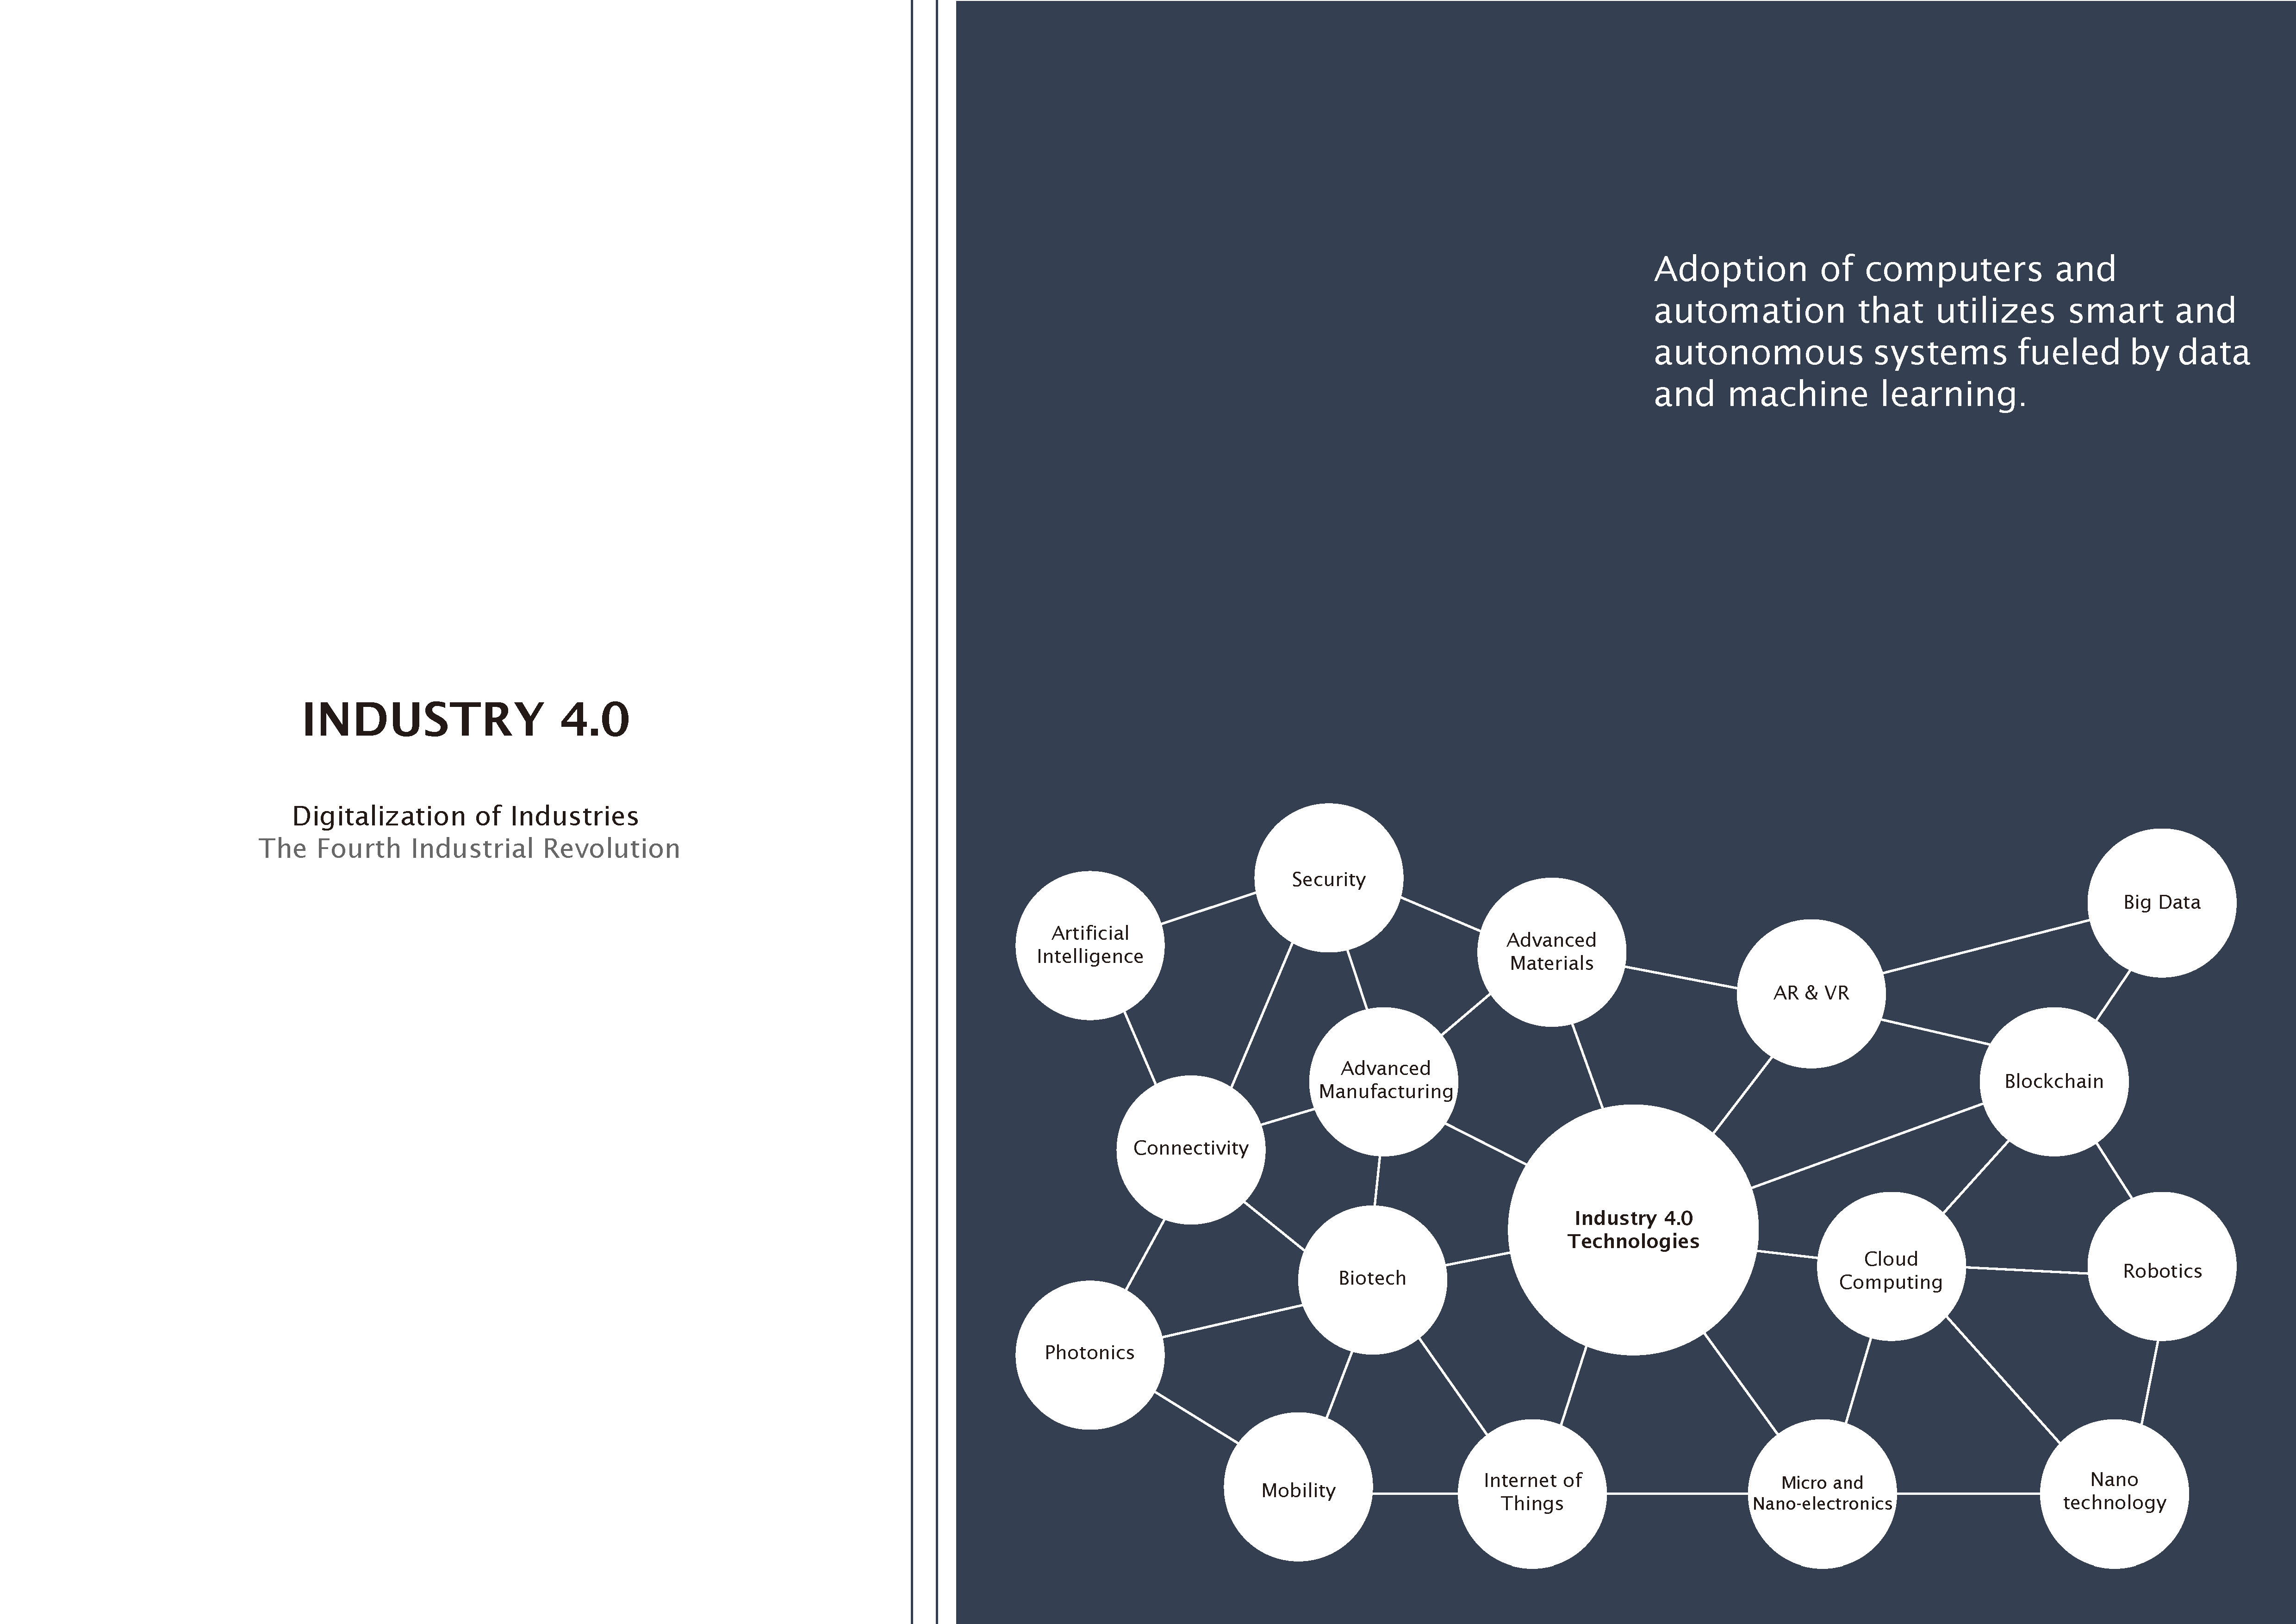 INDUSTRY 4.0
Digitalization of Industries
The Fourth Industrial Revolution
Adoption of computers and
automation that utilizes smart and
autonomous systems fueled by data
and machine learning.
Security
Big Data
Artificial
Intelligence
Advanced
Materials
AR & VR
Advanced
Manufacturing
Blockchain
Connectivity
Industry 4.0
Technologies
Biotech
Cloud
Computing
Robotics
Photonics
Mobility
Internet of
Things
Micro and
Nano-electronics
Nano
technology